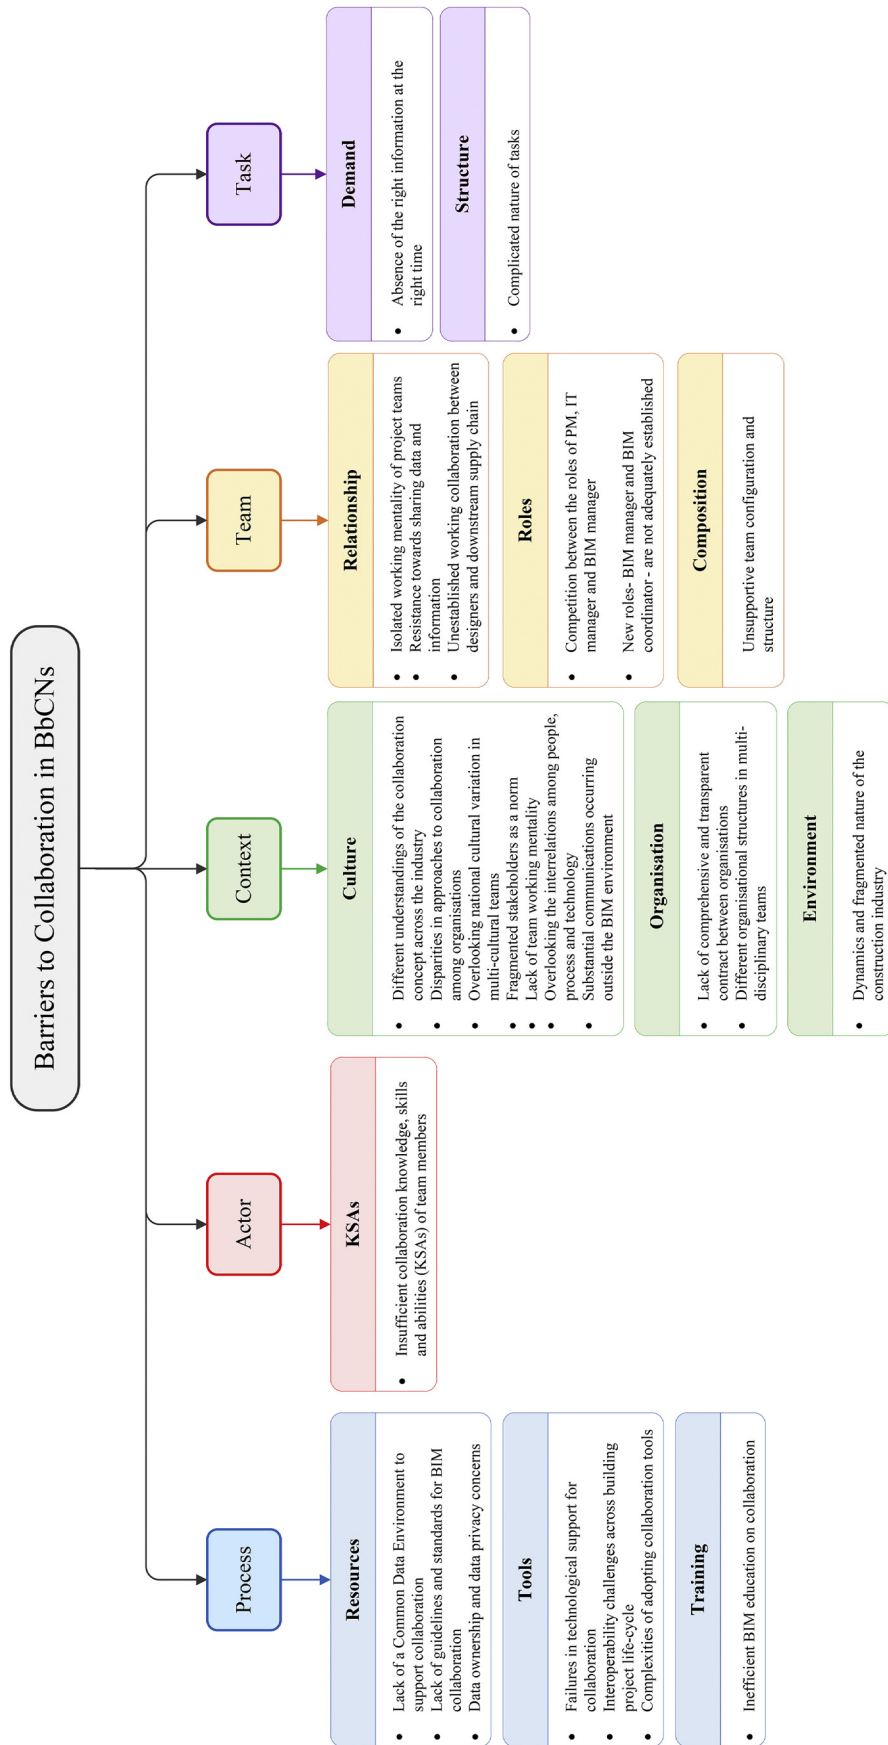 Barriers to Collaboration in BbCNs
Process
Resources
• Lack of a Common Data Environment to
support collaboration
• Lack of guidelines and standards for BIM
collaboration
• Data ownership and data privacy concerns
Tools
• Failures in technological support for
collaboration
• Interoperability challenges across building
project life-cycle
• Complexities of adopting collaboration tools
Training
• Inefficient BIM education on collaboration
Actor
KSAs
• Insufficient collaboration knowledge, skills
and abilities (KSAs) of team members
Context
Culture
• Different understandings of the collaboration
concept across the industry
• Disparities in approaches to collaboration
among organisations
• Overlooking national cultural variation in
multi-cultural teams
• Fragmented stakeholders as a norm
• Lack of team working mentality
• Overlooking the interrelations among people,
process and technology
• Substantial communications occurring
outside the BIM environment
Organisation
• Lack of comprehensive and transparent
contract between organisations
• Different organisational structures in multi-
disciplinary teams
Environment
• Dynamics and fragmented nature of the
construction industry
Team
Relationship
• Isolated working mentality of project teams
• Resistance towards sharing data and
information
• Unestablished working collaboration between
designers and downstream supply chain
Roles
• Competition between the roles of PM, IT
manager and BIM manager
• New roles- BIM manager and BIM
coordinator - are not adequately established
Composition
Unsupportive team configuration and
structure
Task
Demand
• Absence of the right information at the
right time
Structure
• Complicated nature of tasks